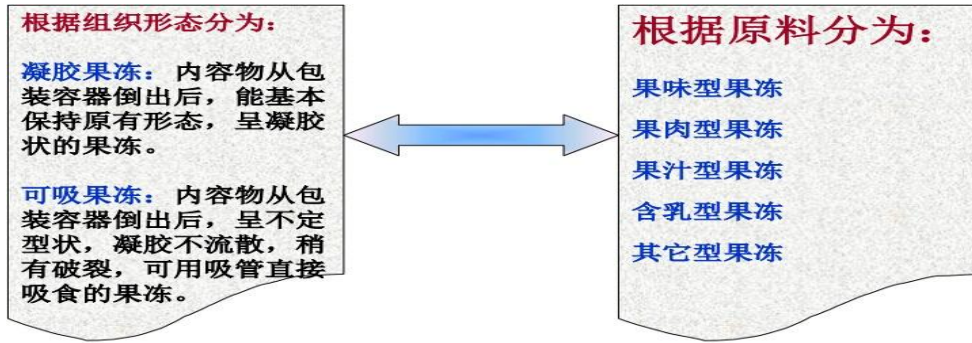 根据组织形态分为：
凝胶果冻：内容物从包
装容器倒出后，能基本
保持原有形态，呈凝胶
状的果冻。
可吸果冻：内容物从包
装容器倒出后，呈不定
型状，凝胶不流散，稍
有破裂，可用吸管直接
吸食的果冻。
根据原料分为：
果味型果冻
果肉型果冻
果汁型果冻
含乳型果冻
其它型果冻